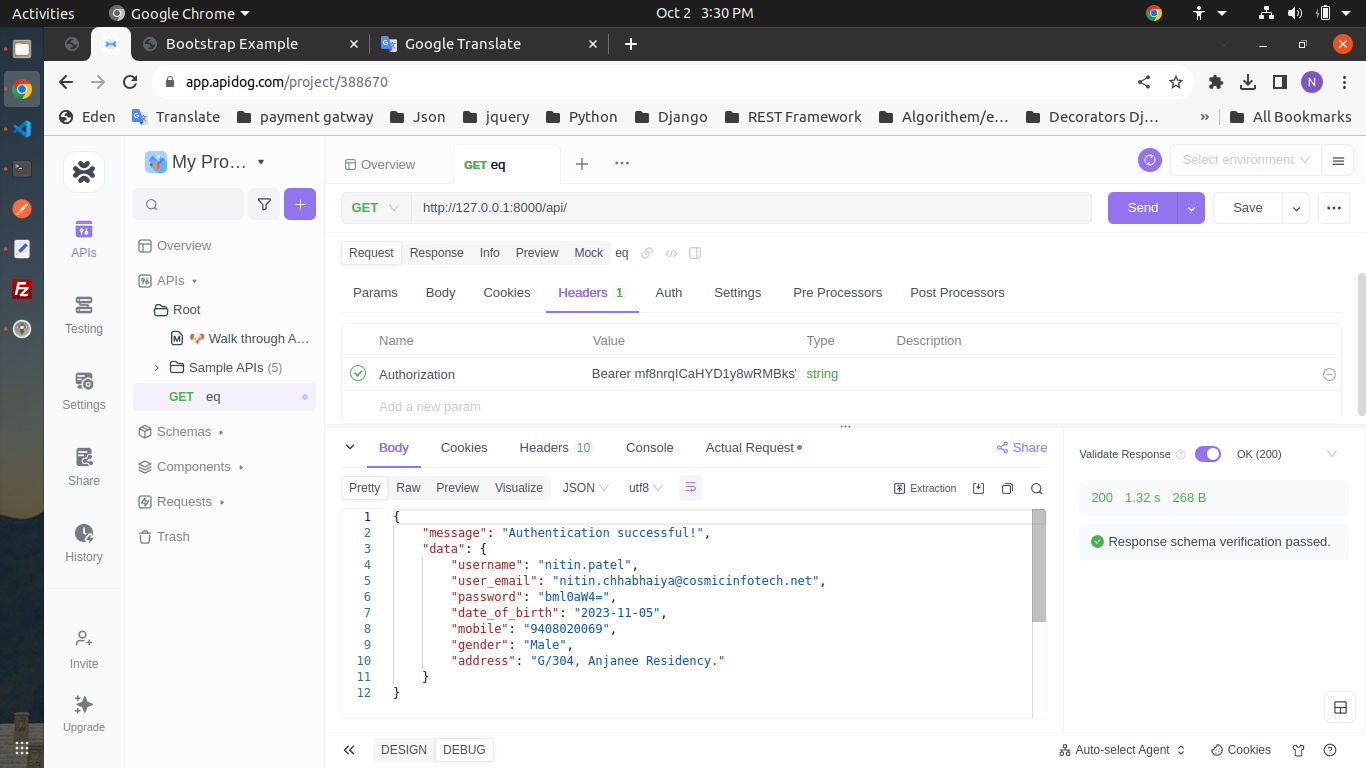 Activities
Google Chrome
Oct 2 3:30 PM
Bootstrap Example
Google Translate
app.apidog.com/project/388670
N
Eden
Translate
payment gatway
Json
jquery
Python
Django
REST Framework
Algorithem/e...
Decorators Dj...
»
All Bookmarks
My Pro...
Overview
GET eq
Select environment
GET
http://127.0.0.1:8000/api/
Send
Save
APIs
Testing
Settings
Share
History
Invite
Upgrade
Overview
APIs
Root
Walk through A...
Sample APIs (5)
GET eq
Schemas
Components
Requests
Trash
Request
Response
Info
Preview
Mock
eq
Params
Body
Cookies
Headers 1
Auth
Settings
Pre Processors
Post Processors
Name Value Type Description
Authorization Bearer mf8nrqICaHYD1y8wRMBks string
Add a new param
Body
Cookies
Headers 10
Console
Actual Request
Share
Pretty
Raw
Preview
Visualize
JSON
utf8
Extraction
1 {
2 "message": "Authentication successful!",
3 "data": {
4 "username": "nitin.patel",
5 "user_email": "nitin.chhabhaiya@cosmicinfotech.net",
6 "password": "bml0aW4=",
7 "date_of_birth": "2023-11-05",
8 "mobile": "9408020069",
9 "gender": "Male",
10 "address": "G/304, Anjanee Residency."
11 }
12 }
Validate Response
OK (200)
200 1.32 s 268 B
Response schema verification passed.
DESIGN
DEBUG
Auto-select Agent
Cookies